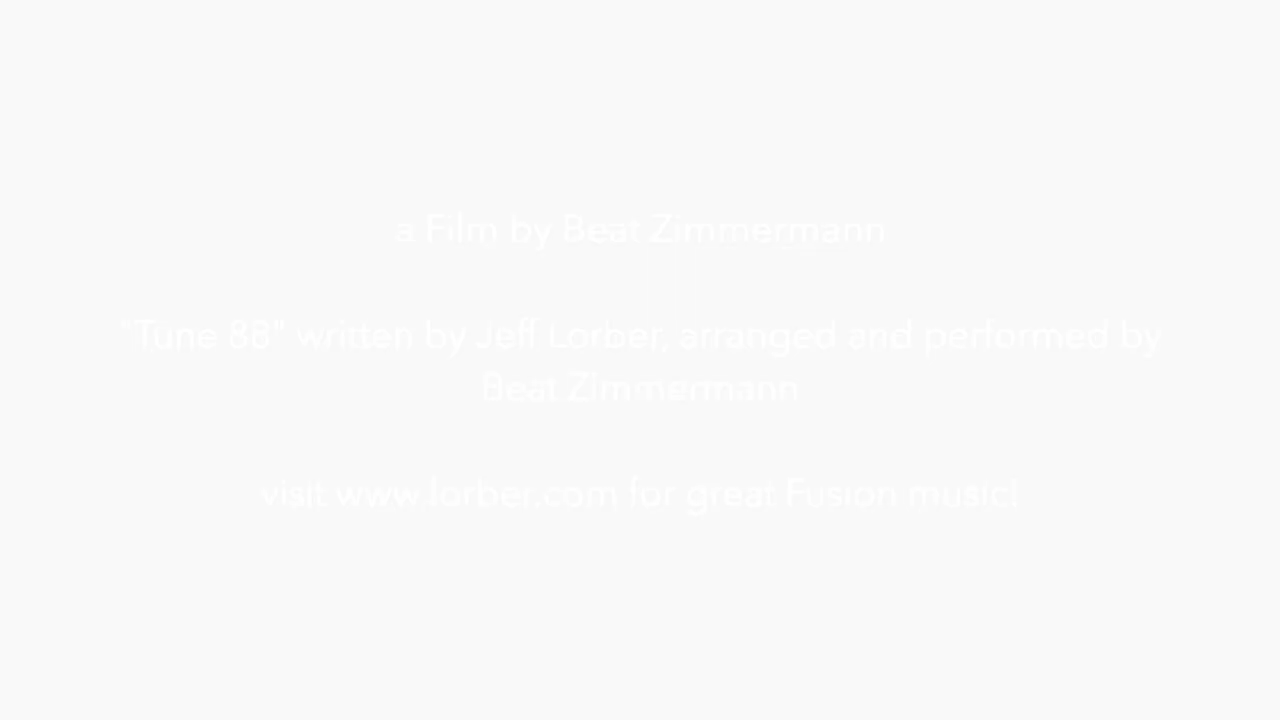 a Film by Beat Zimmermann
"Tune 88" written by Jeff Lorber, arranged and performed by
Beat Zimmermann
visit www.lorber.com for great Fusion music!